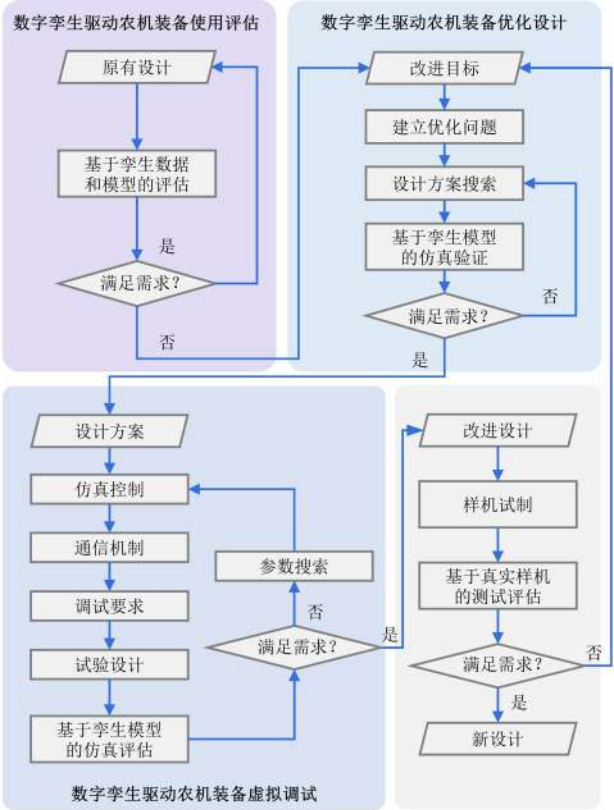 数字孪生驱动农机装备使用评估
原有设计
基于孪生数据
和模型的评估
是
满足需求?
否
数字孪生驱动农机装备优化设计
改进目标
建立优化问题
设计方案搜索
基于孪生模型
的仿真验证
否
满足需求?
是
设计方案
仿真控制
通信机制
调试要求
试验设计
基于孪生模型
的仿真评估
参数搜索
否
满足需求?
是
数字孪生驱动农机装备虚拟调试
改进设计
样机试制
基于真实样机
的测试评估
否
满足需求?
是
新设计